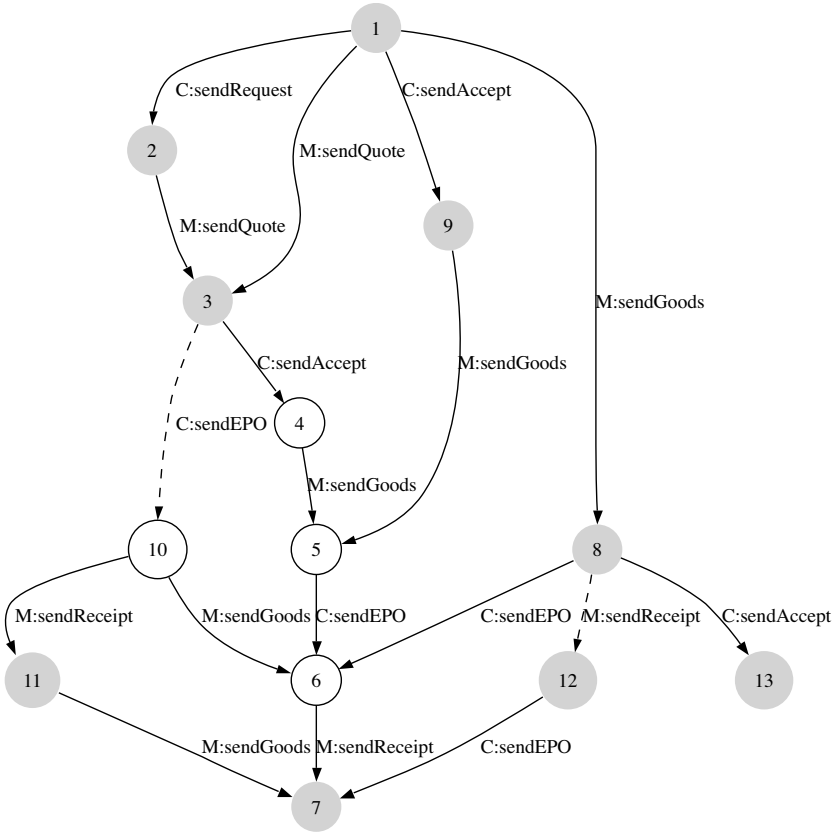 1
C:sendRequest
C:sendAccept
2
M:sendQuote
M:sendQuote
9
3
M:sendGoods
C:sendAccept
M:sendGoods
4
C:sendEPO
M:sendGoods
10
5
8
M:sendReceipt
M:sendGoods
C:sendEPO
C:sendEPO
M:sendReceipt
C:sendAccept
11
6
12
13
M:sendGoods
M:sendReceipt
C:sendEPO
7